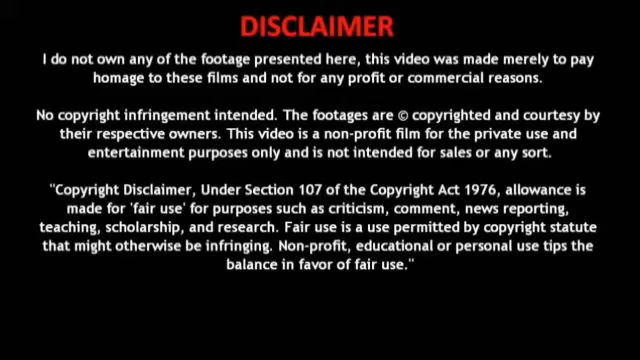 DISCLAIMER
I do not own any of the footage presented here, this video was made merely to pay
homage to these films and not for any profit or commercial reasons.
No copyright infringement intended. The footages are © copyrighted and courtesy by
their respective owners. This video is a non-profit film for the private use and
entertainment purposes only and is not intended for sales or any sort.
"Copyright Disclaimer, Under Section 107 of the Copyright Act 1976, allowance is
made for 'fair use' for purposes such as criticism, comment, news reporting,
teaching, scholarship, and research. Fair use is a use permitted by copyright statute
that might otherwise be infringing. Non-profit, educational or personal use tips the
balance in favor of fair use."